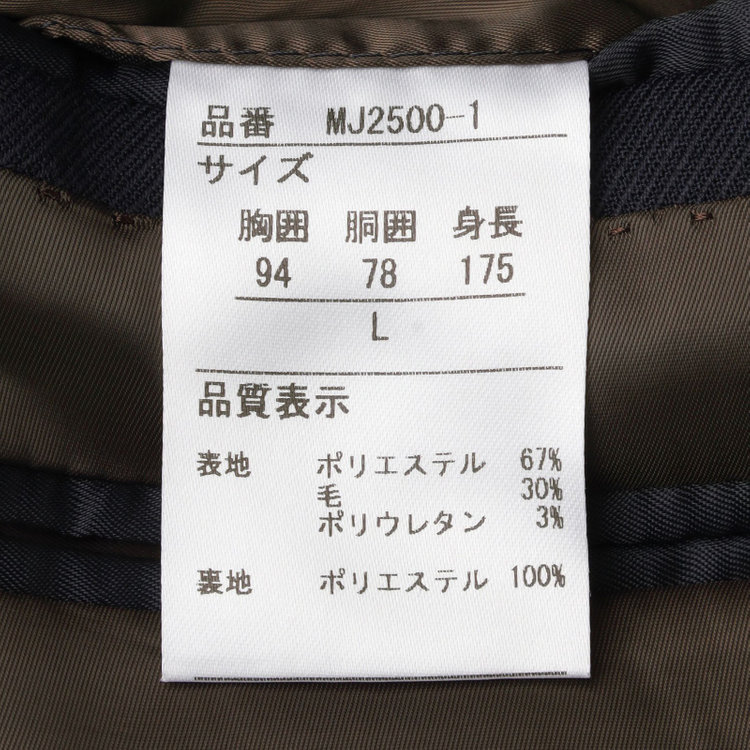 品番 MJ2500-1
サイズ
胸囲 胴囲 身長
94 78 175
L
品質表示
表地 ポリエステル 67%
毛 30%
ポリウレタン 3%
裏地 ポリエステル 100%